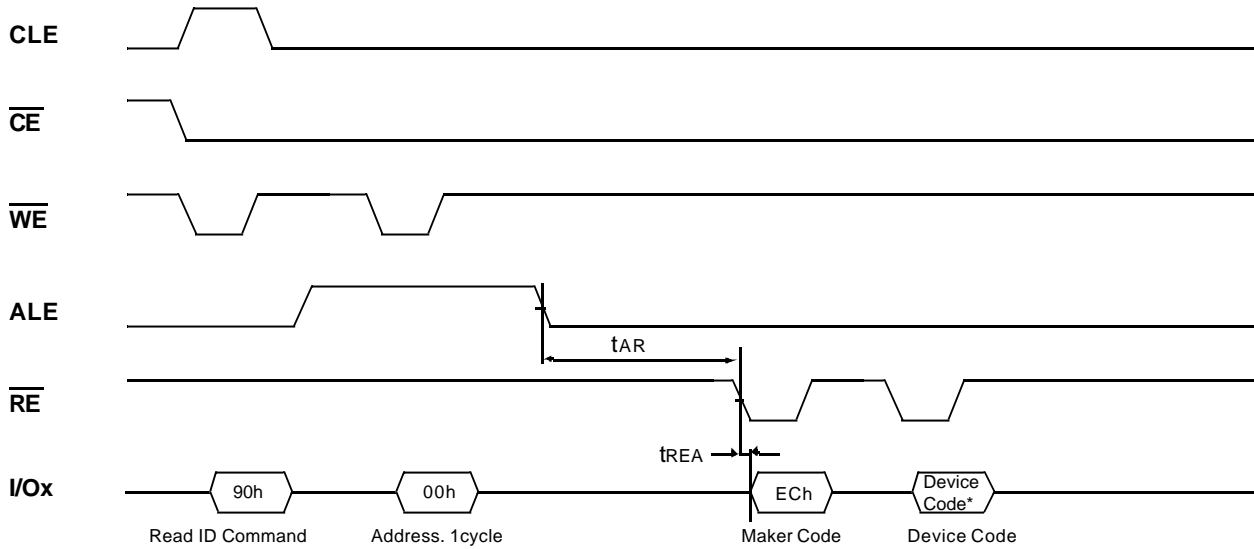 CLE
CE
WE
ALE
tAR
RE
tREA
I/Ox
90h
00h
ECh
Device
Code*
Read ID Command
Address. 1cycle
Maker Code
Device Code